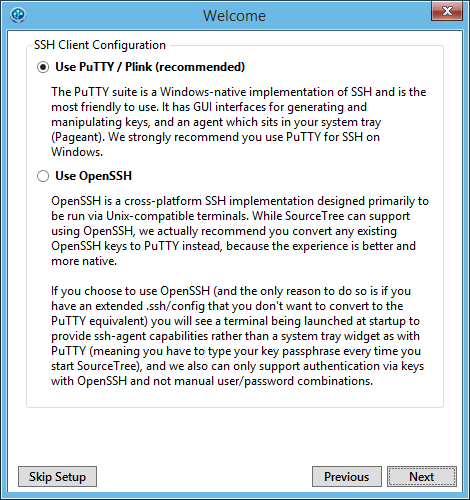 Welcome
SSH Client Configuration
Use PuTTY / Plink (recommended)
The PuTTY suite is a Windows-native implementation of SSH and is the
most friendly to use. It has GUI interfaces for generating and
manipulating keys, and an agent which sits in your system tray
(Pageant). We strongly recommend you use PuTTY for SSH on
Windows.
Use OpenSSH
OpenSSH is a cross-platform SSH implementation designed primarily to
be run via Unix-compatible terminals. While SourceTree can support
using OpenSSH, we actually recommend you convert any existing
OpenSSH keys to PuTTY instead, because the experience is better and
more native.
If you choose to use OpenSSH (and the only reason to do so is if you
have an extended .ssh/config that you don't want to convert to the
PuTTY equivalent) you will see a terminal being launched at startup to
provide ssh-agent capabilities rather than a system tray widget as with
PuTTY (meaning you have to type your key passphrase every time you
start SourceTree), and we also can only support authentication via keys
with OpenSSH and not manual user/password combinations.
Skip Setup
Previous
Next